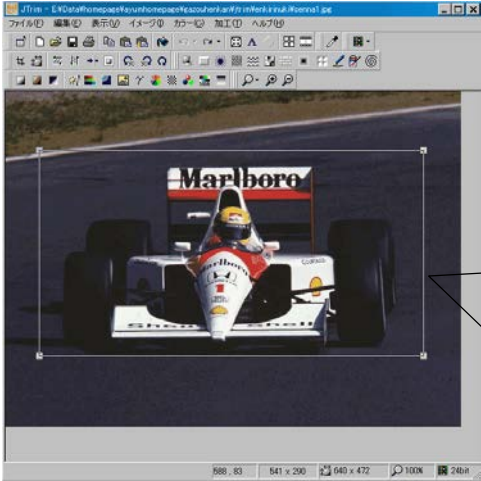 JTrim - E:¥Data¥homepage¥ayumhomepage¥gazouhenkan¥jtrim¥enkirinuki¥senna1.jpg
ファイル(F) 編集(E) 表示(V) イメージ(I) カラー(C) 加工(T) ヘルプ(H)
Marlboro
Marlboro
HONDA
1
Shell Shell
588 , 83 541 x 290 640 x 472 100% 24bit